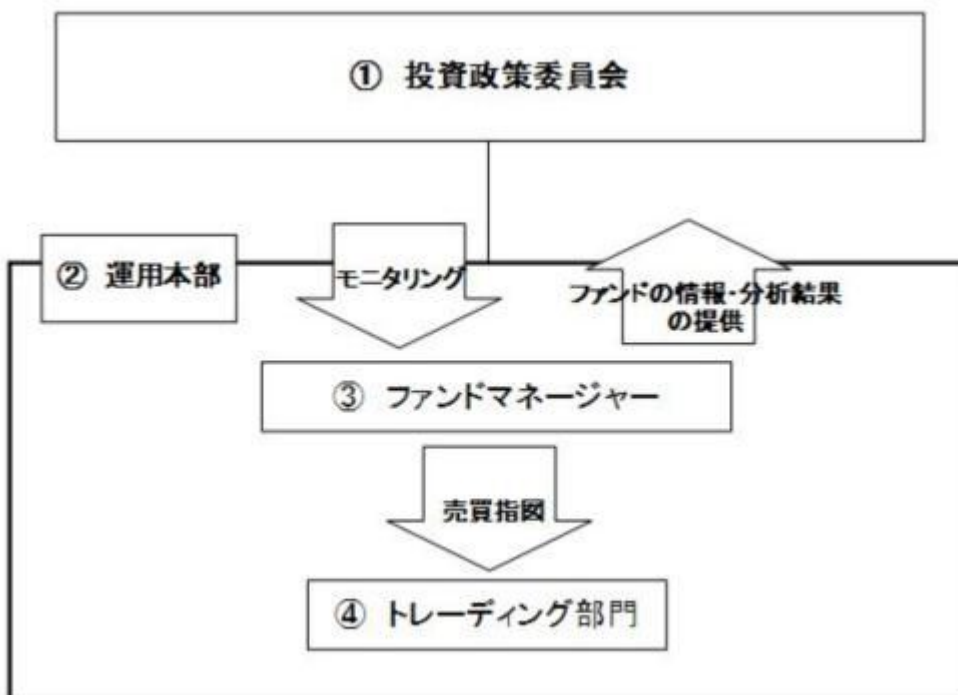 ① 投資政策委員会
② 運用本部
モニタリング
ファンドの情報・分析結果
の提供
③ ファンドマネージャー
売買指図
④ トレーディング部門